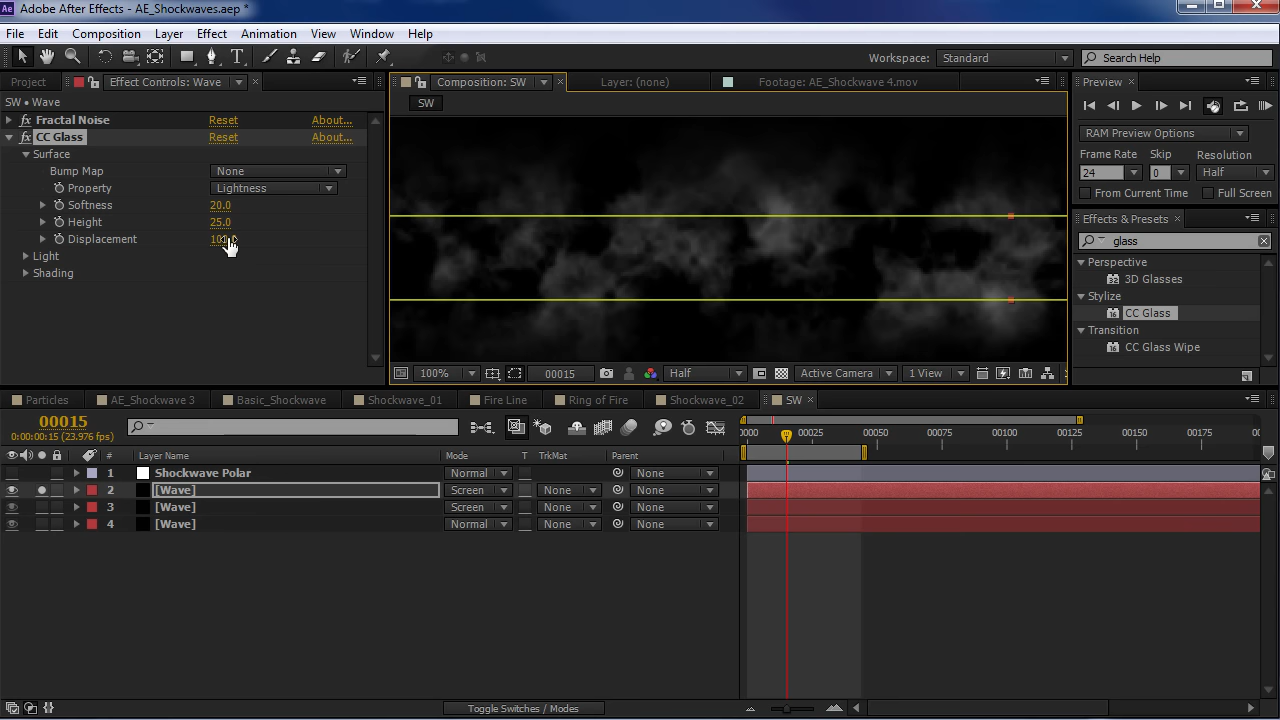 Adobe After Effects - AE_Shockwaves.aep *
File Edit Composition Layer Effect Animation View Window Help
Workspace: Standard Search Help
Project Effect Controls: Wave Composition: SW Layer: (none) Footage: AE_Shockwave 4.mov Preview
SW • Wave
SW
Fractal Noise Reset About...
CC Glass Reset About...
Surface
Bump Map None
Property Lightness
Softness 20.0
Height 25.0
Displacement
Light
Shading
RAM Preview Options
Frame Rate Skip Resolution
24 0 Half
From Current Time Full Screen
Effects & Presets
glass
Perspective
3D Glasses
Stylize
CC Glass
Transition
CC Glass Wipe
100% 00015 Half Active Camera 1 View
Particles AE_Shockwave 3 Basic_Shockwave Shockwave_01 Fire Line Ring of Fire Shockwave_02 SW
00015
0:00:00:15 (23.976 fps)
0000 00025 00050 00075 00100 00125 00150 00175
# Layer Name Mode T TrkMat Parent
1 Shockwave Polar Normal None
2 [Wave] Screen None None
3 [Wave] Screen None None
4 [Wave] Normal None None
Toggle Switches / Modes